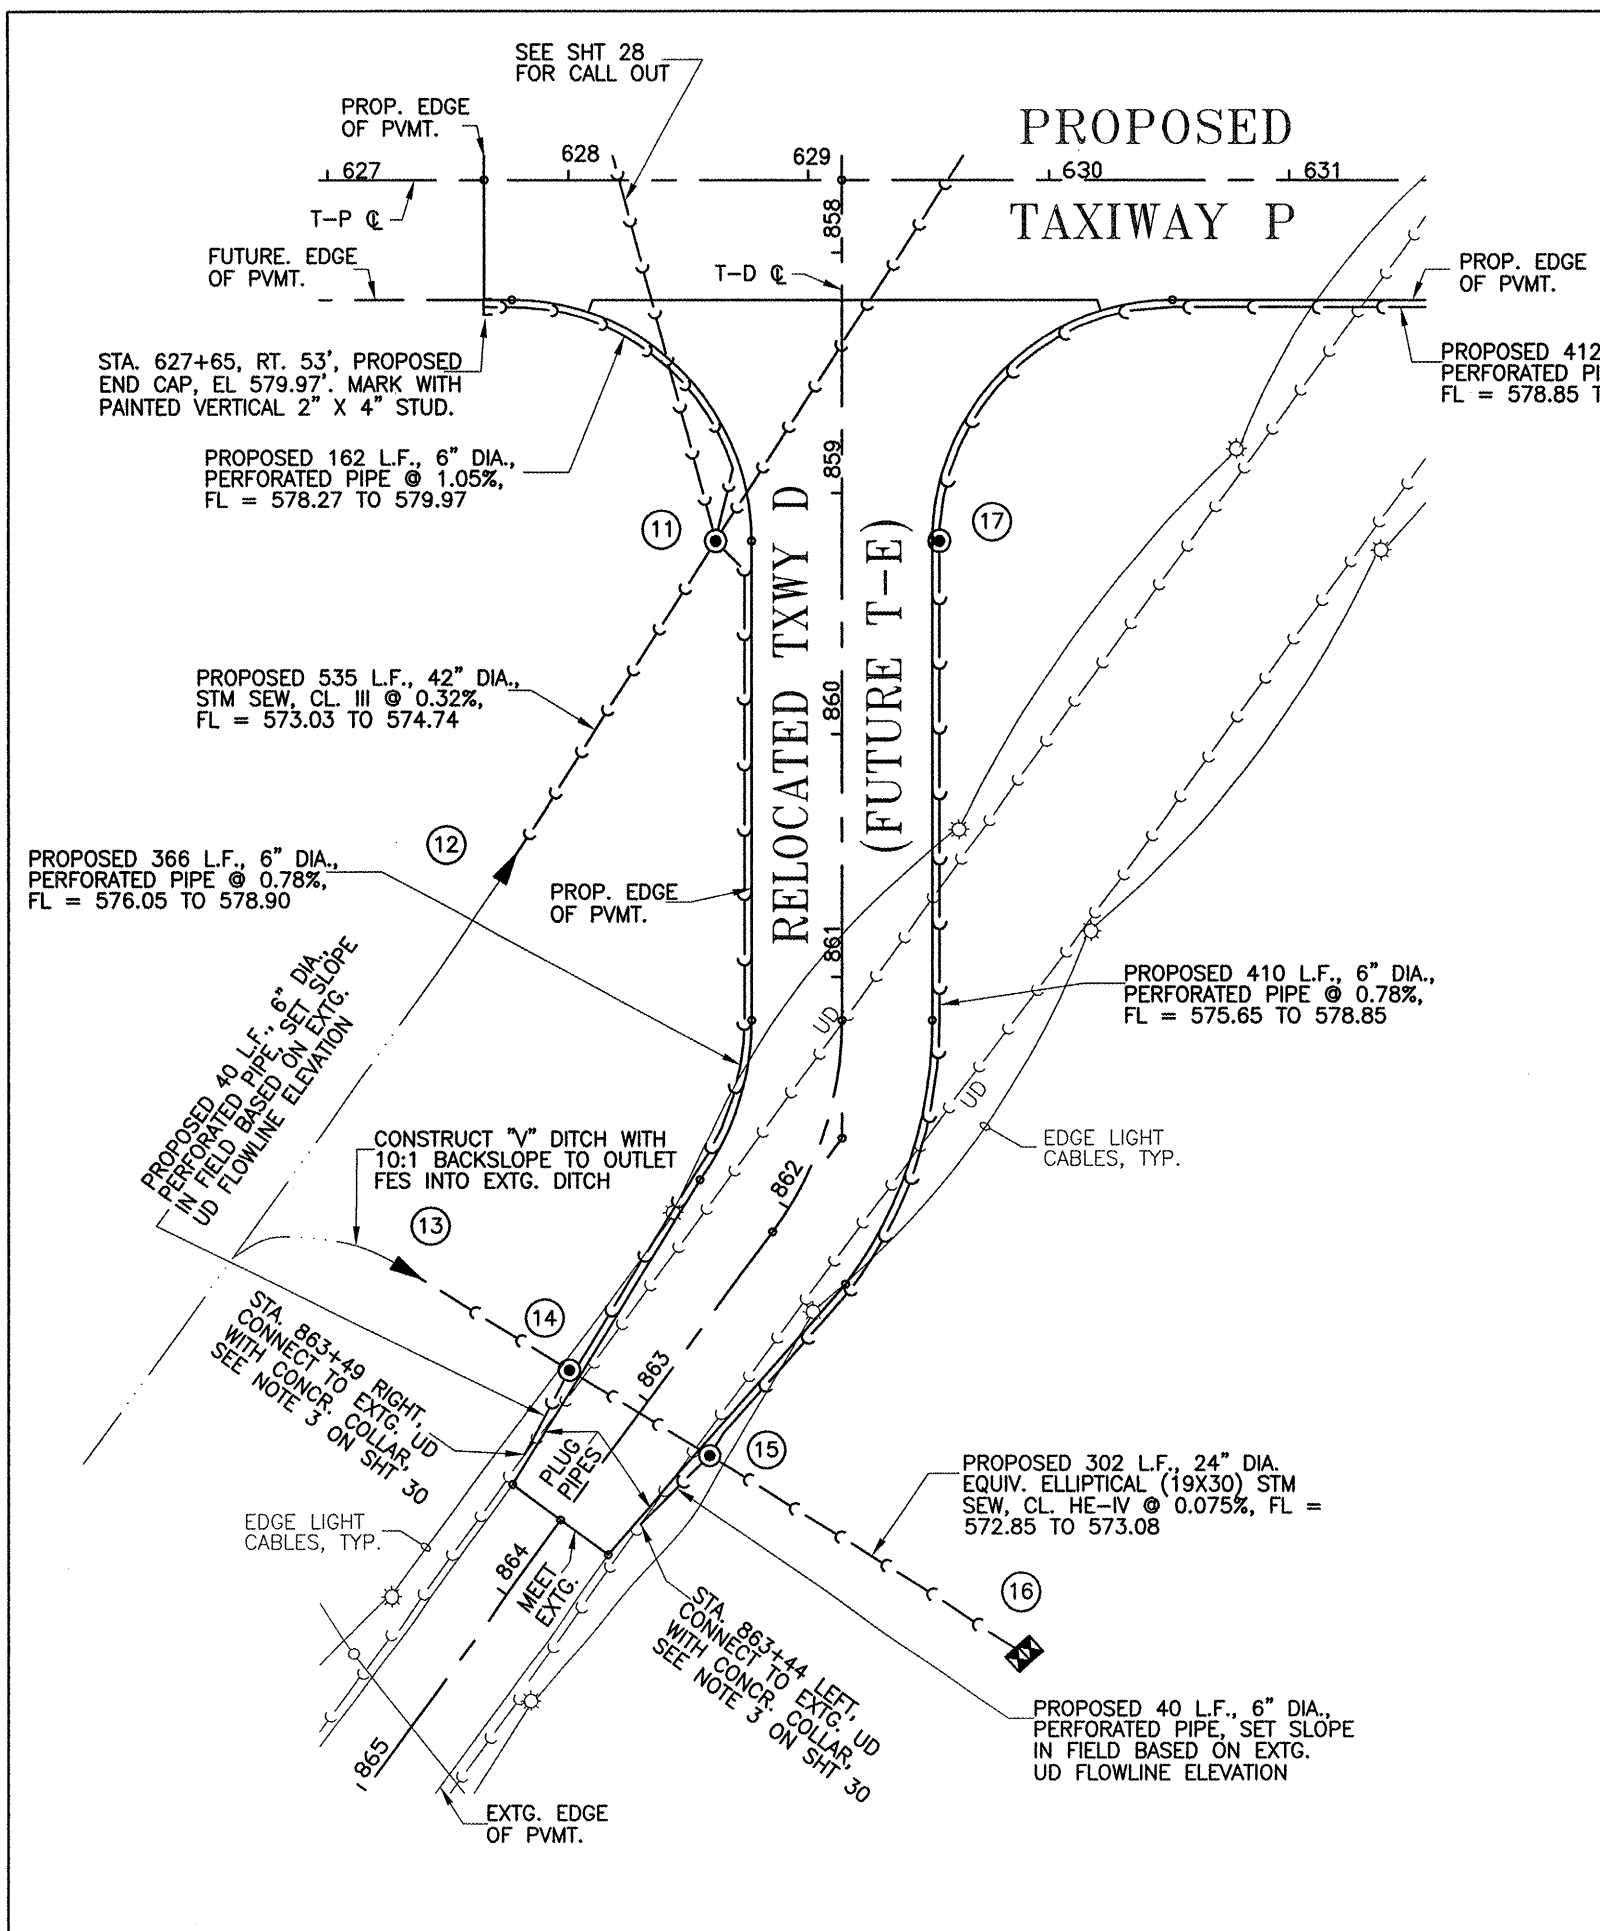 SEE SHT 28
FOR CALL OUT
PROP. EDGE
OF PVMT.
PROPOSED
TAXIWAY P
627
628
629
630
631
T-P ℄
858
FUTURE. EDGE
OF PVMT.
T-D ℄
PROP. EDGE
OF PVMT.
STA. 627+65, RT. 53', PROPOSED
END CAP, EL 579.97'. MARK WITH
PAINTED VERTICAL 2" X 4" STUD.
PROPOSED 412
PERFORATED PI
FL = 578.85 T
PROPOSED 162 L.F., 6" DIA.,
PERFORATED PIPE @ 1.05%,
FL = 578.27 TO 579.97
859
11
17
RELOCATED TXWY D
(FUTURE T-E)
PROPOSED 535 L.F., 42" DIA.,
STM SEW, CL. III @ 0.32%,
FL = 573.03 TO 574.74
860
12
PROPOSED 366 L.F., 6" DIA.,
PERFORATED PIPE @ 0.78%,
FL = 576.05 TO 578.90
PROP. EDGE
OF PVMT.
861
PROPOSED 410 L.F., 6" DIA.,
PERFORATED PIPE @ 0.78%,
FL = 575.65 TO 578.85
UD
UD
PROPOSED 40 L.F., 6" DIA.,
PERFORATED PIPE, SET SLOPE
IN FIELD BASED ON EXTG.
UD FLOWLINE ELEVATION
CONSTRUCT "V" DITCH WITH
10:1 BACKSLOPE TO OUTLET
FES INTO EXTG. DITCH
EDGE LIGHT
CABLES, TYP.
862
13
14
STA. 863+49 RIGHT,
CONNECT TO EXTG. UD
WITH CONCR. COLLAR,
SEE NOTE 3 ON SHT 30
863
PLUG
PIPES
15
PROPOSED 302 L.F., 24" DIA.
EQUIV. ELLIPTICAL (19X30) STM
SEW, CL. HE-IV @ 0.075%, FL =
572.85 TO 573.08
EDGE LIGHT
CABLES, TYP.
864
MEET
EXTG.
16
STA. 863+44 LEFT,
CONNECT TO EXTG. UD
WITH CONCR. COLLAR,
SEE NOTE 3 ON SHT 30
PROPOSED 40 L.F., 6" DIA.,
PERFORATED PIPE, SET SLOPE
IN FIELD BASED ON EXTG.
UD FLOWLINE ELEVATION
865
EXTG. EDGE
OF PVMT.